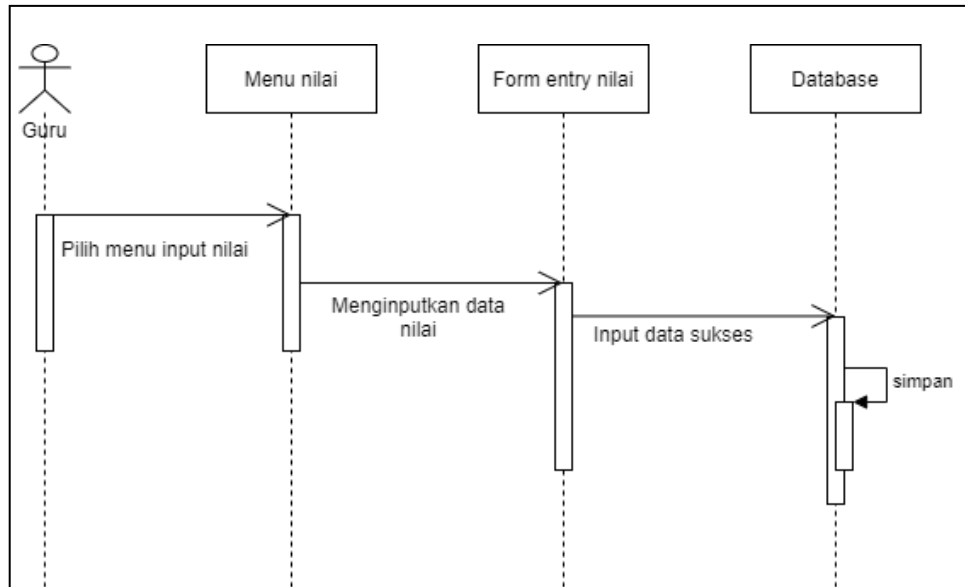 Guru
Menu nilai
Form entry nilai
Database
Pilih menu input nilai
Menginputkan data
nilai
Input data sukses
simpan